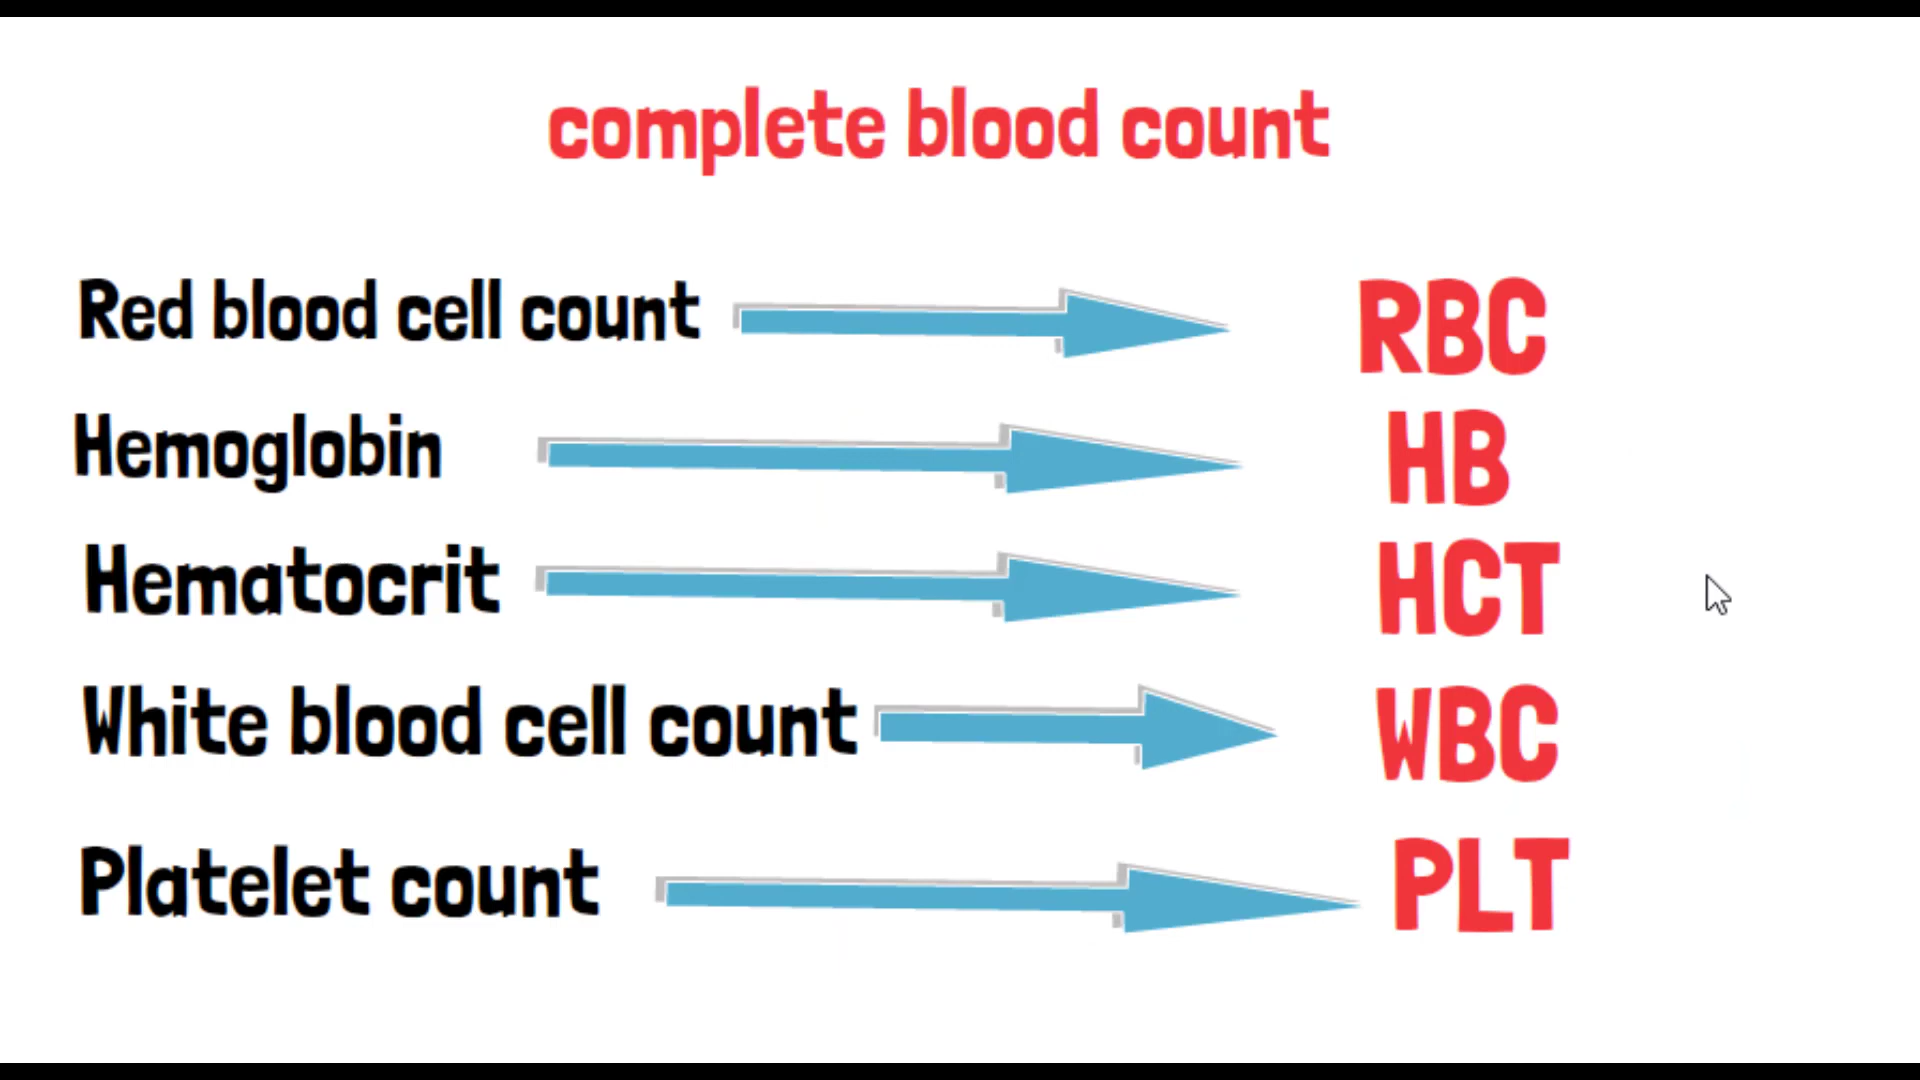 complete blood count
Red blood cell count RBC
Hemoglobin HB
Hematocrit HCT
White blood cell count WBC
Platelet count PLT